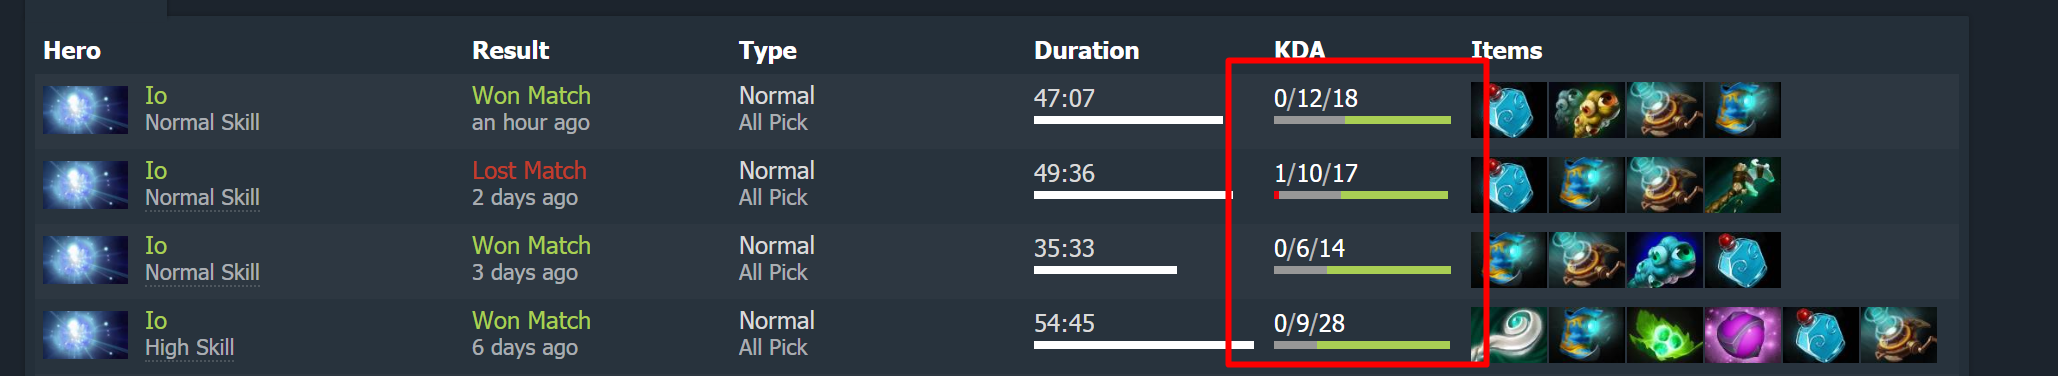 Hero Result Type Duration KDA Items
Io Won Match Normal 47:07 0/12/18
Normal Skill an hour ago All Pick
Io Lost Match Normal 49:36 1/10/17
Normal Skill 2 days ago All Pick
Io Won Match Normal 35:33 0/6/14
Normal Skill 3 days ago All Pick
Io Won Match Normal 54:45 0/9/28
High Skill 6 days ago All Pick